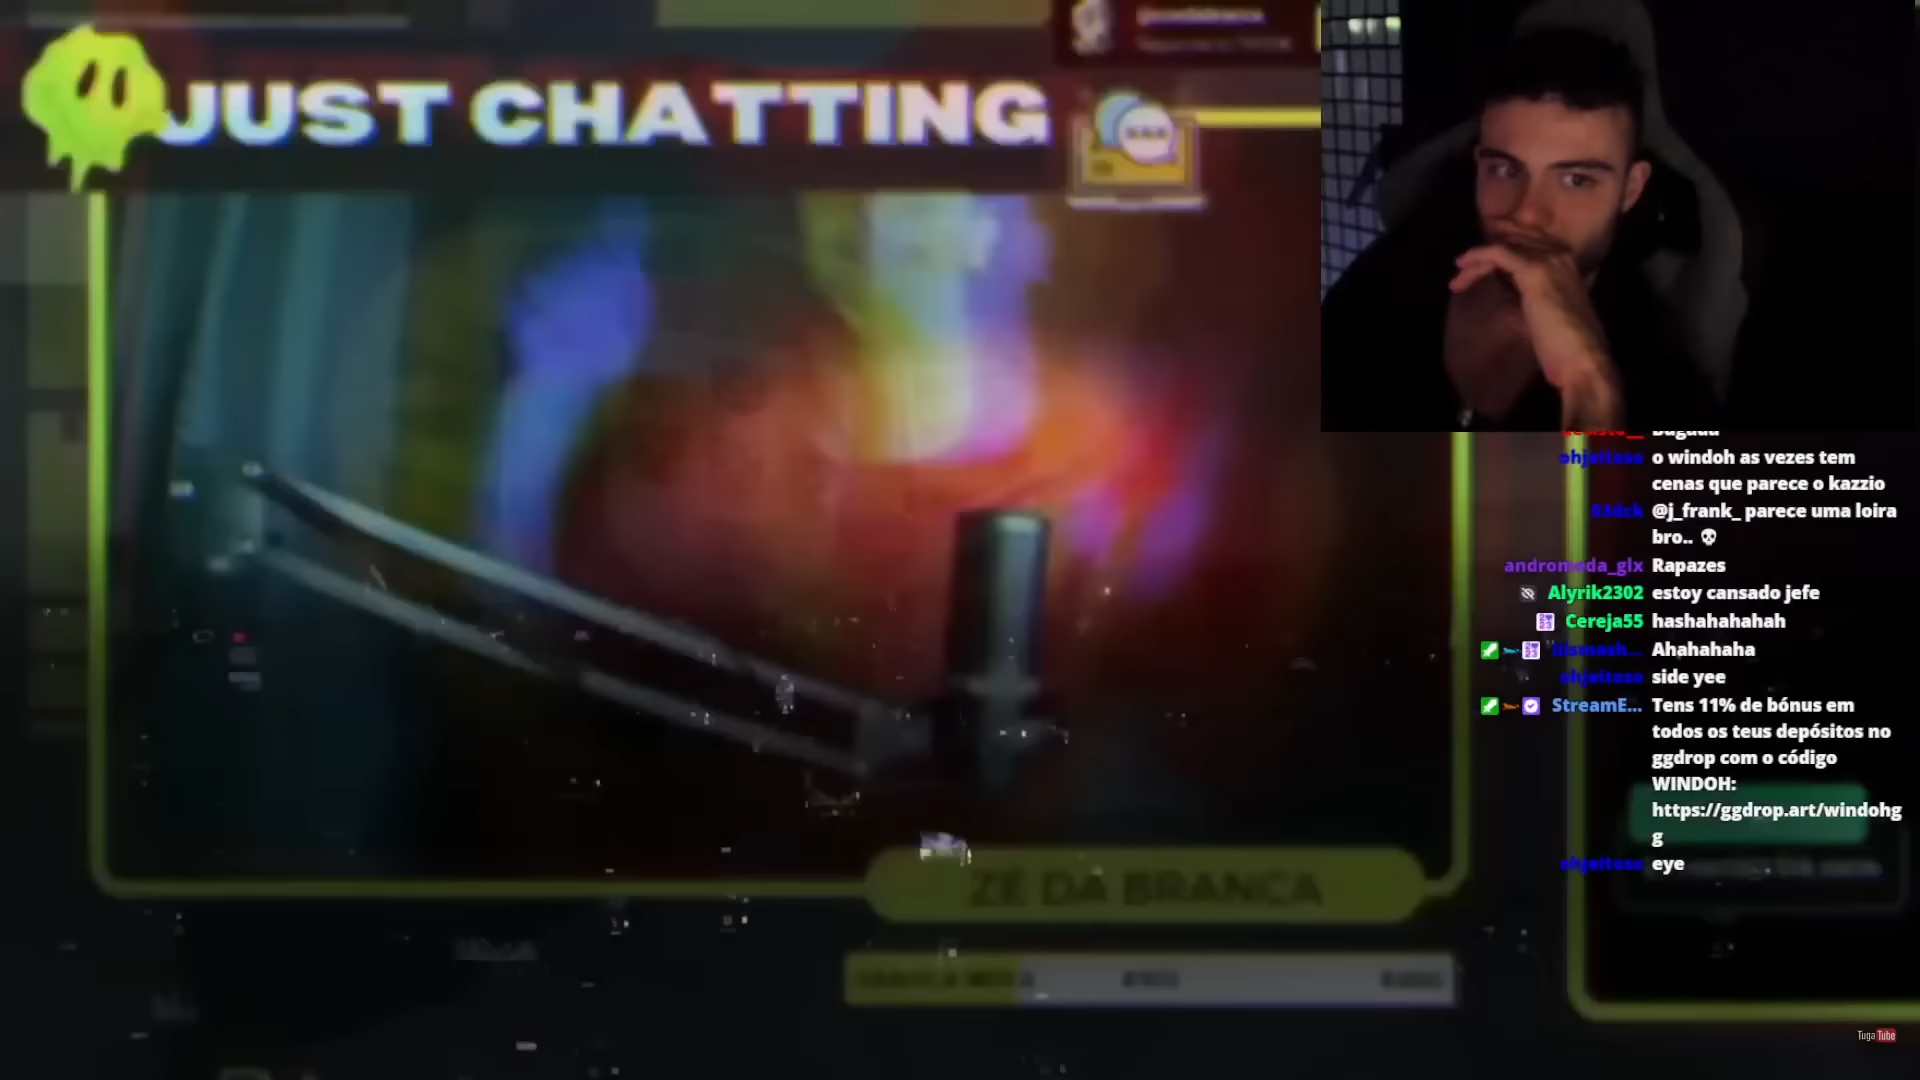 JUST CHATTING
o windoh as vezes tem
cenas que parece o kazzio
@j_frank_ parece uma loira
bro..
andromeda_glx Rapazes
Alyrik2302 estoy cansado jefe
Cereja55 hashahahahah
Ahahahaha
ohjeitoso side yee
StreamE... Tens 11% de bónus em
todos os teus depósitos no
ggdrop com o código
WINDOH:
https://ggdrop.art/windohg
g
ohjeitoso eye
ZÉ DA BRANCA
TugaTube